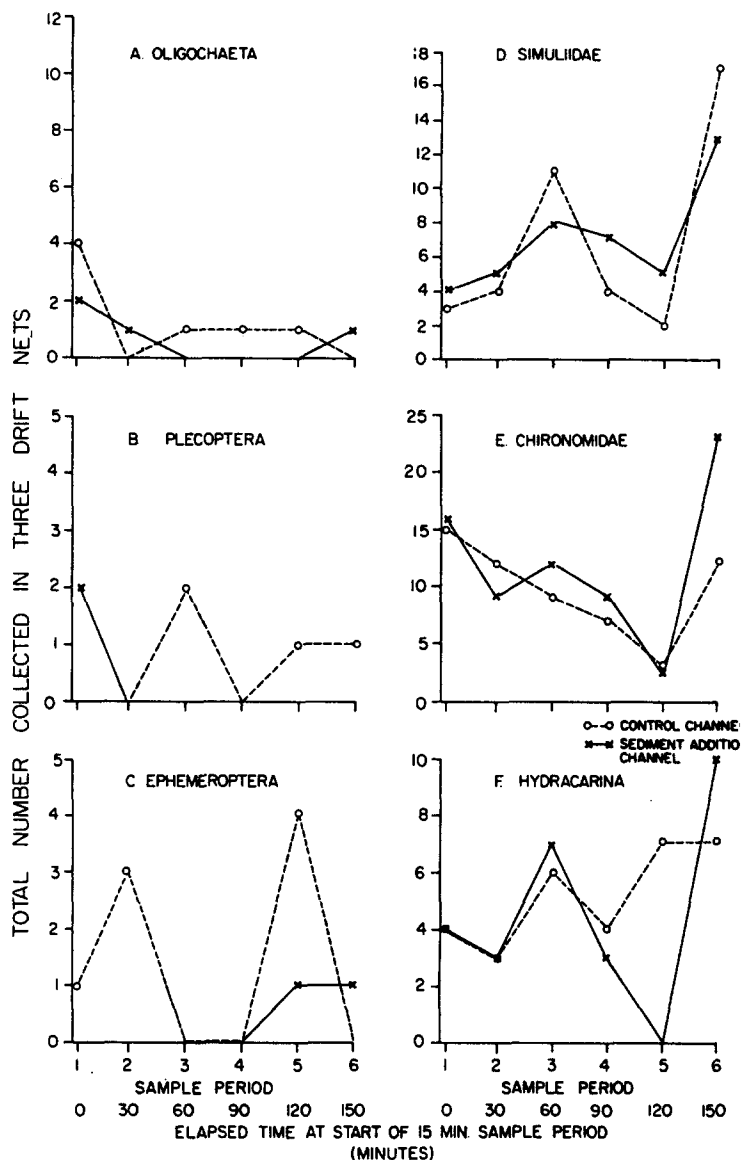 TOTAL NUMBER COLLECTED IN THREE DRIFT NETS
A. OLIGOCHAETA
12
10
8
6
4
2
0
D. SIMULIIDAE
18
16
14
12
10
8
6
4
2
0
B PLECOPTERA
5
4
3
2
1
0
E. CHIRONOMIDAE
25
20
15
10
5
0
o--o CONTROL CHANNE
x—x SEDIMENT ADDITIO
CHANNEL
C EPHEMEROPTERA
5
4
3
2
1
0
F. HYDRACARINA
10
8
6
4
2
0
1 2 3 4 5 6
SAMPLE PERIOD
0 30 60 90 120 150
1 2 3 4 5 6
SAMPLE PERIOD
0 30 60 90 120 150
ELAPSED TIME AT START OF 15 MIN. SAMPLE PERIOD
(MINUTES)